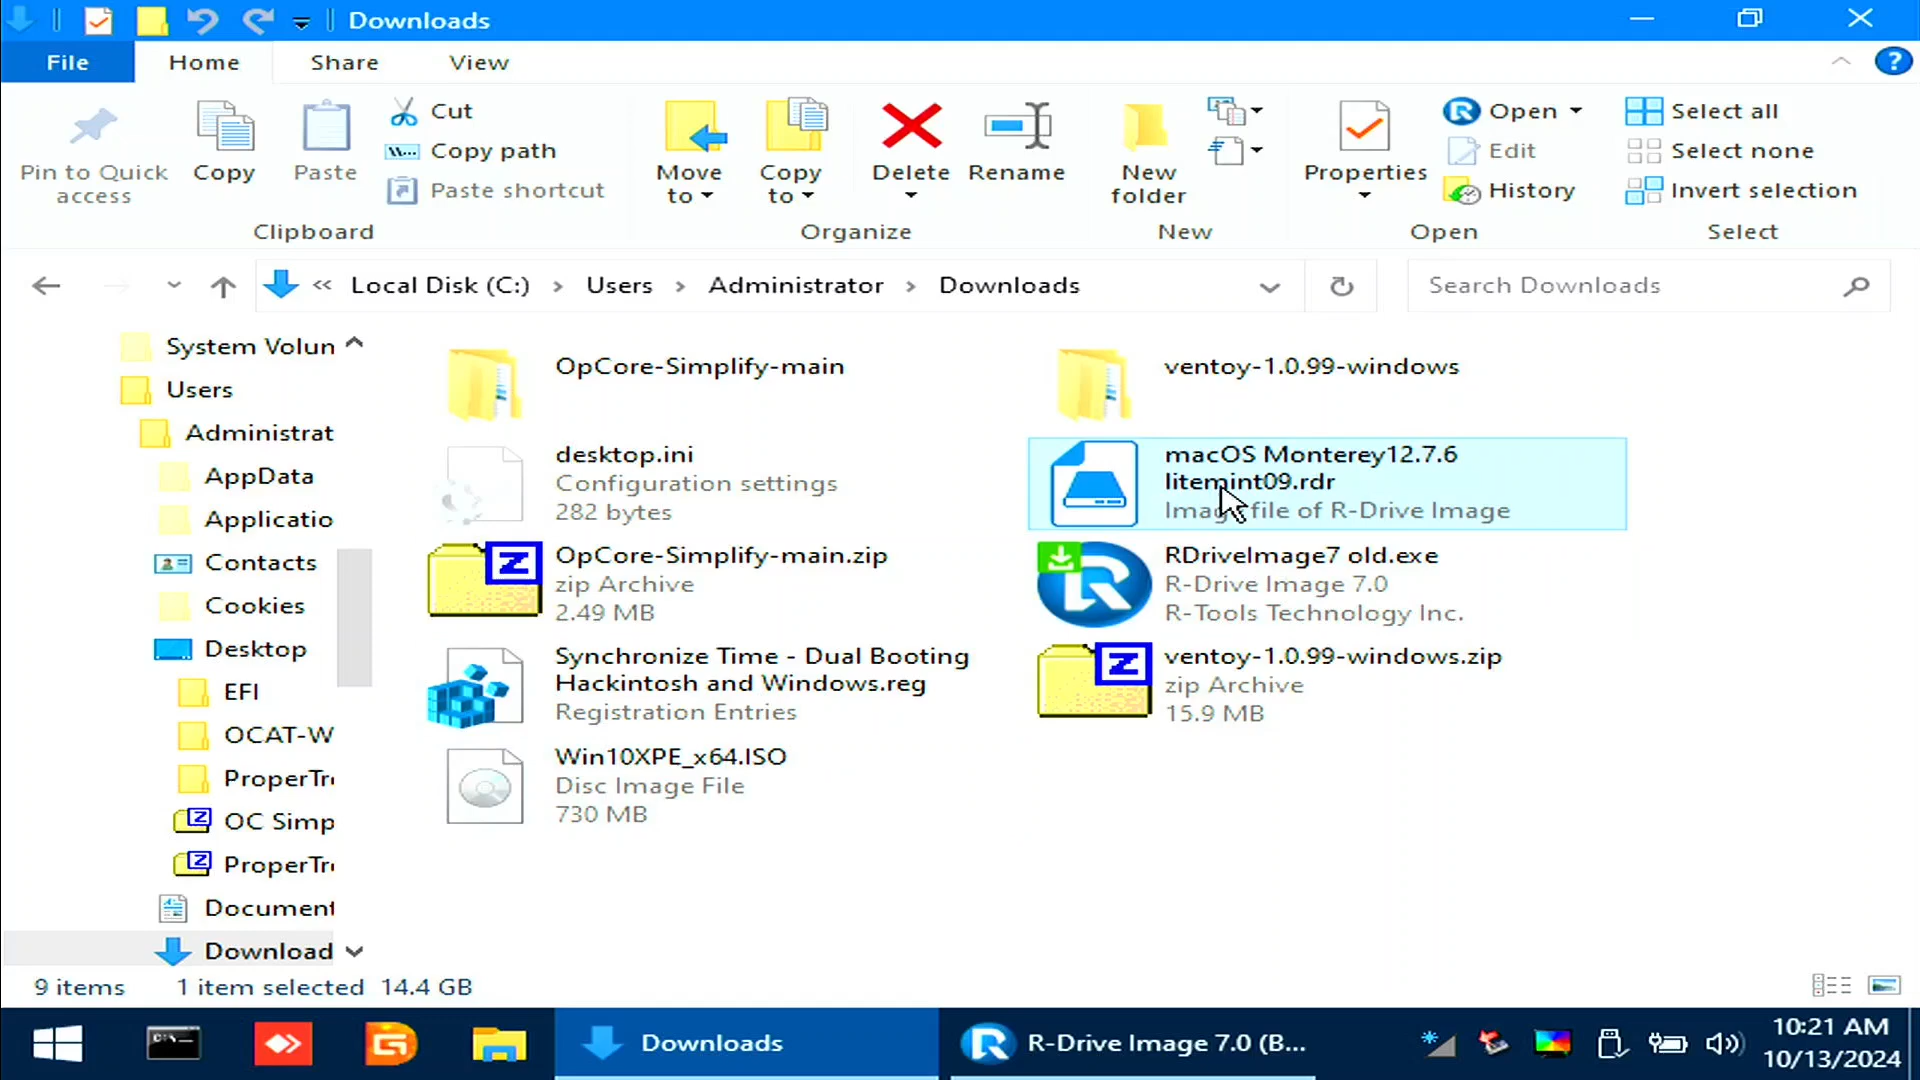 Downloads
File
Home
Share
View
Pin to Quick
access
Copy
Paste
Cut
Copy path
Paste shortcut
Clipboard
Move
to
Copy
to
Delete
Rename
Organize
New
folder
New
Properties
Open
Edit
History
Open
Select all
Select none
Invert selection
Select
« Local Disk (C:) › Users › Administrator › Downloads
Search Downloads
System Volun
Users
Administrat
AppData
Applicatio
Contacts
Cookies
Desktop
EFI
OCAT-W
ProperTr
OC Simp
ProperTr
Document
Download
OpCore-Simplify-main
ventoy-1.0.99-windows
desktop.ini
Configuration settings
282 bytes
macOS Monterey12.7.6
litemint09.rdr
Image file of R-Drive Image
OpCore-Simplify-main.zip
zip Archive
2.49 MB
RDriveImage7 old.exe
R-Drive Image 7.0
R-Tools Technology Inc.
Synchronize Time - Dual Booting
Hackintosh and Windows.reg
Registration Entries
ventoy-1.0.99-windows.zip
zip Archive
15.9 MB
Win10XPE_x64.ISO
Disc Image File
730 MB
9 items
1 item selected 14.4 GB
Downloads
R-Drive Image 7.0 (B...
10:21 AM
10/13/2024